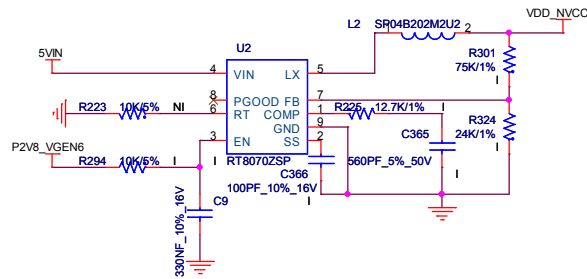 L2 SP04B202M2U2 VDD_NVCC
1 2
5VIN
U2
R301
75K/1%
I
4 VIN LX 5
8 PGOOD FB 7
R223 10K/5% NI 6 RT COMP 1 R225 12.7K/1%
I
GND 9
SS 2
R324
24K/1%
I
P2V8_VGEN6
3 EN
R294 10K/5% I I RT8070ZSP
C365
560PF_5%_50V
I
C366
100PF_10%_16V
I
C9
330NF_10%_16V
I